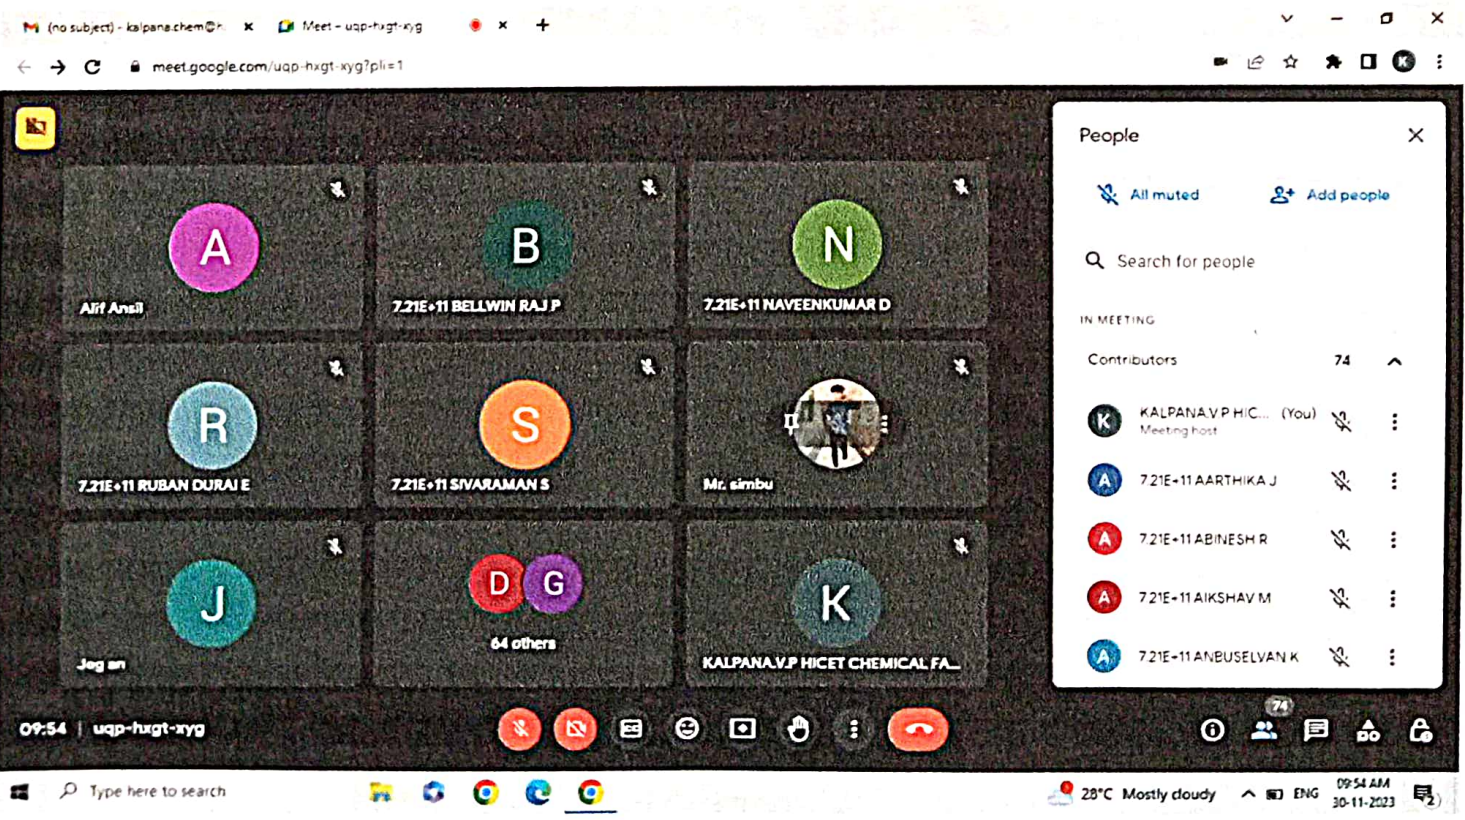 (no subject) - kalpana.chem@h
Meet - uqp-hxgt-xyg
meet.google.com/uqp-hxgt-xyg?pli=1
A
Alif Ansil
B
7.21E+11 BELLWIN RAJ P
N
7.21E+11 NAVEENKUMAR D
R
7.21E+11 RUBAN DURAI E
S
7.21E+11 SIVARAMAN S
Mr. simbu
J
Jegan
D G
64 others
K
KALPANA.V.P HICET CHEMICAL FA...
People
All muted
Add people
Search for people
IN MEETING
Contributors 74
K KALPANA.V P HIC... (You)
Meeting host
A 7.21E+11 AARTHIKA J
A 7.21E+11 ABINESH R
A 7.21E+11 AIKSHAV M
A 7.21E+11 ANBUSELVAN K
09:54 | uqp-hxgt-xyg
74
Type here to search
28°C Mostly cloudy
ENG
09:54 AM
30-11-2023
2